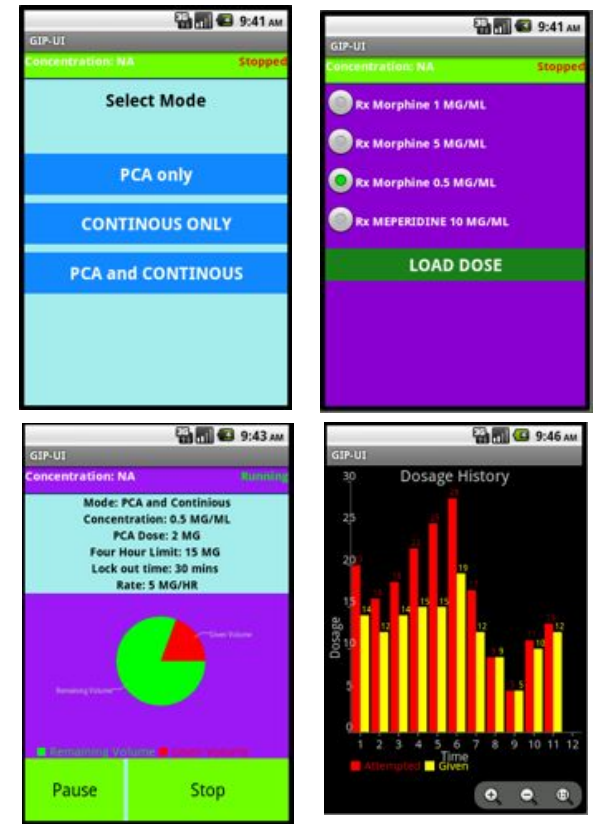 9:41 AM
GIP-UI
Concentration: NA Stopped
Select Mode
PCA only
CONTINOUS ONLY
PCA and CONTINOUS
9:41 AM
GIP-UI
Concentration: NA Stopped
Rx Morphine 1 MG/ML
Rx Morphine 5 MG/ML
Rx Morphine 0.5 MG/ML
Rx MEPERIDINE 10 MG/ML
LOAD DOSE
9:43 AM
GIP-UI
Concentration: NA Running
Mode: PCA and Continious
Concentration: 0.5 MG/ML
PCA Dose: 2 MG
Four Hour Limit: 15 MG
Lock out time: 30 mins
Rate: 5 MG/HR
Given Volume
Remaining Volume
Remaining Volume Given Volume
Pause Stop
9:46 AM
GIP-UI
Dosage History
30
25
20
15
10
5
0
Dosage
14 12 14 15 15 19 12 9 5 10 12
1 2 3 4 5 6 7 8 9 10 11 12
Time
Attempted Given